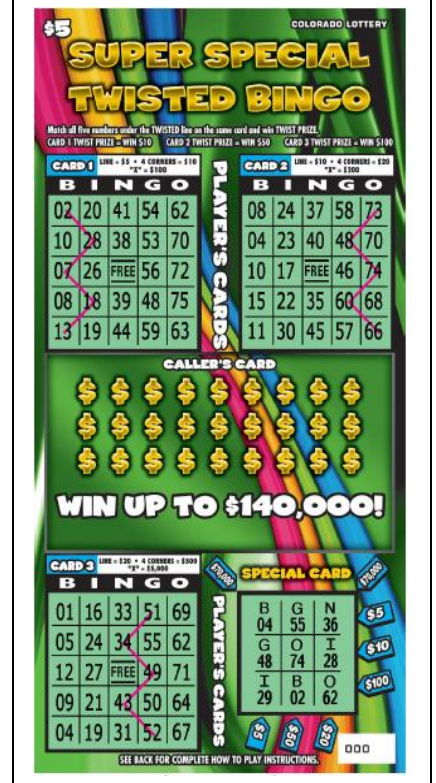 $5
COLORADO LOTTERY
SUPER SPECIAL
TWISTED BINGO
Match all five numbers under the TWISTED line on the same card and win TWIST PRIZE.
CARD 1 TWIST PRIZE = WIN $10 CARD 2 TWIST PRIZE = WIN $50 CARD 3 TWIST PRIZE = WIN $100
CARD 1
LINE = $5 • 4 CORNERS = $10
"X" = $100
B I N G O
02 20 41 54 62
10 28 38 53 70
07 26 FREE 56 72
08 18 39 48 75
13 19 44 59 63
PLAYER'S CARDS
CARD 2
LINE = $10 • 4 CORNERS = $20
"X" = $200
B I N G O
08 24 37 58 73
04 23 40 48 70
10 17 FREE 46 74
15 22 35 60 68
11 30 45 57 66
CALLER'S CARD
$ $ $ $ $ $ $ $ $ $
$ $ $ $ $ $ $ $ $ $
$ $ $ $ $ $ $ $ $ $
WIN UP TO $140,000!
CARD 3
LINE = $20 • 4 CORNERS = $500
"X" = $5,000
B I N G O
01 16 33 51 69
05 24 34 55 62
12 27 FREE 49 71
09 21 43 50 64
04 19 31 52 67
PLAYER'S CARDS
$70,000
SPECIAL CARD
$70,000
B G N
04 55 36
$5
G O I
48 74 28
$10
I B O
29 02 62
$100
$5
$50
$20
000
SEE BACK FOR COMPLETE HOW TO PLAY INSTRUCTIONS.